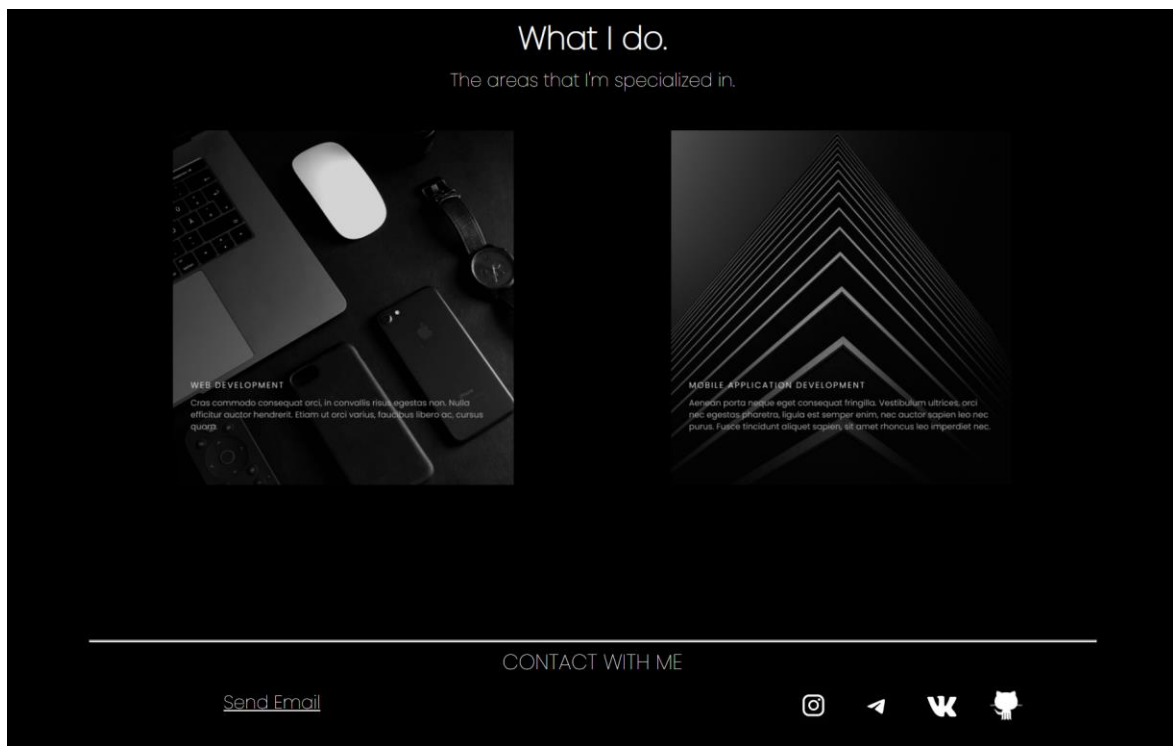 What I do.
The areas that I'm specialized in.
WEB DEVELOPMENT
Cras commodo consequat orci, in convallis risus egestas non. Nulla
efficitur auctor hendrerit. Etiam ut orci varius, faucibus libero ac, cursus
quam.
MOBILE APPLICATION DEVELOPMENT
Aenean porta neque eget consequat fringilla. Vestibulum ultrices, orci
nec egestas pharetra, ligula est semper enim, nec auctor sapien leo nec
purus. Fusce tincidunt aliquet sapien, sit amet rhoncus leo imperdiet nec.
CONTACT WITH ME
Send Email